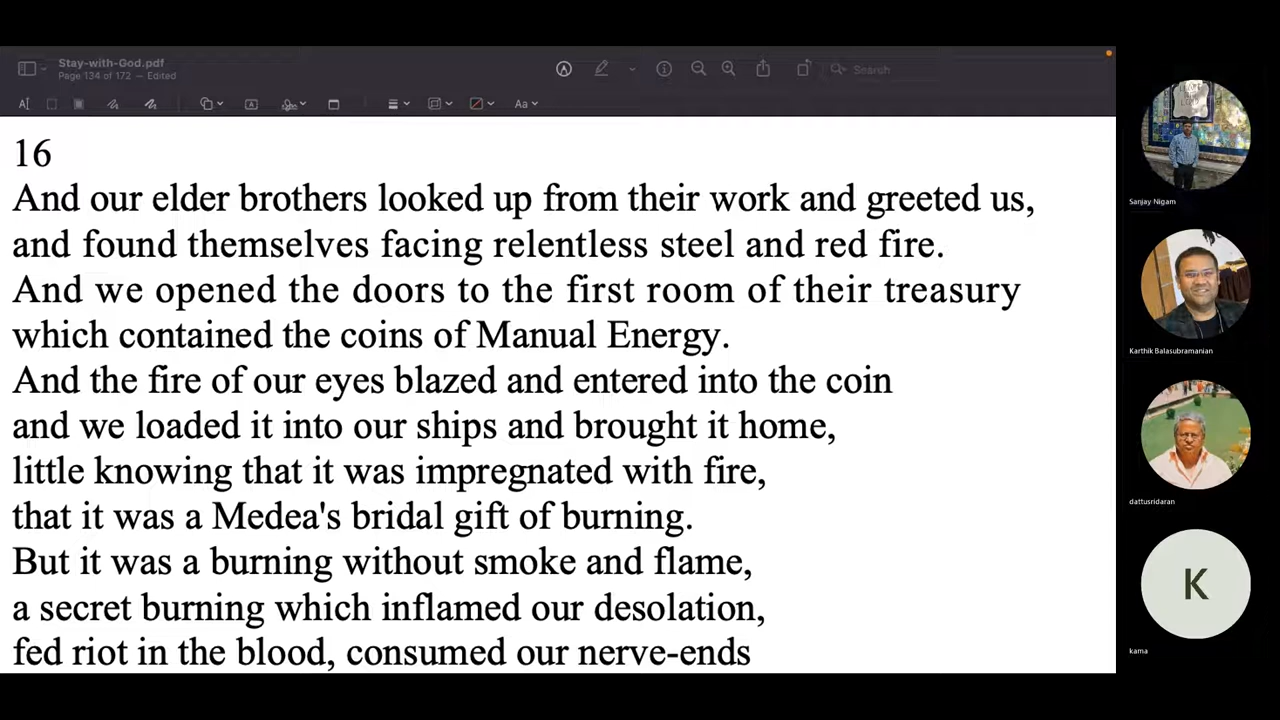 Stay-with-God.pdf
Page 134 of 172 — Edited
Search
Aa
16
And our elder brothers looked up from their work and greeted us,
and found themselves facing relentless steel and red fire.
And we opened the doors to the first room of their treasury
which contained the coins of Manual Energy.
And the fire of our eyes blazed and entered into the coin
and we loaded it into our ships and brought it home,
little knowing that it was impregnated with fire,
that it was a Medea's bridal gift of burning.
But it was a burning without smoke and flame,
a secret burning which inflamed our desolation,
fed riot in the blood, consumed our nerve-ends
Sanjay Nigam
Karthik Balasubramanian
dattusridaran
K
kama